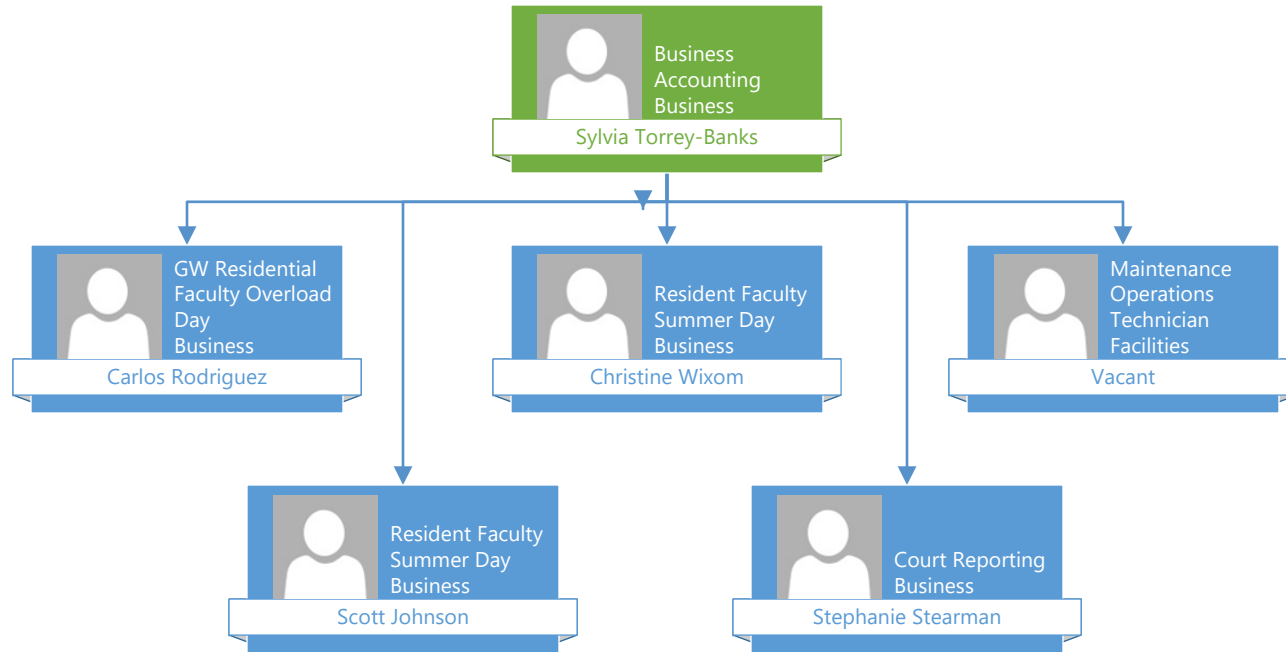 Business
Accounting
Business
Sylvia Torrey-Banks
GW Residential
Faculty Overload
Day
Business
Carlos Rodriguez
Resident Faculty
Summer Day
Business
Christine Wixom
Maintenance
Operations
Technician
Facilities
Vacant
Resident Faculty
Summer Day
Business
Scott Johnson
Court Reporting
Business
Stephanie Stearman